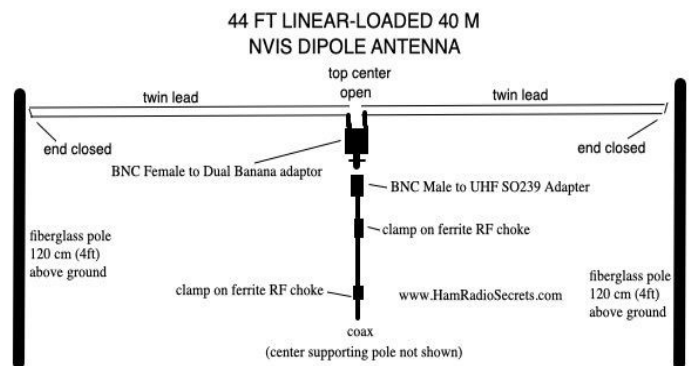 44 FT LINEAR-LOADED 40 M
NVIS DIPOLE ANTENNA
top center
open
twin lead
twin lead
end closed
end closed
BNC Female to Dual Banana adaptor
BNC Male to UHF SO239 Adapter
clamp on ferrite RF choke
fiberglass pole
120 cm (4ft)
above ground
fiberglass pole
120 cm (4ft)
above ground
clamp on ferrite RF choke
www.HamRadioSecrets.com
coax
(center supporting pole not shown)